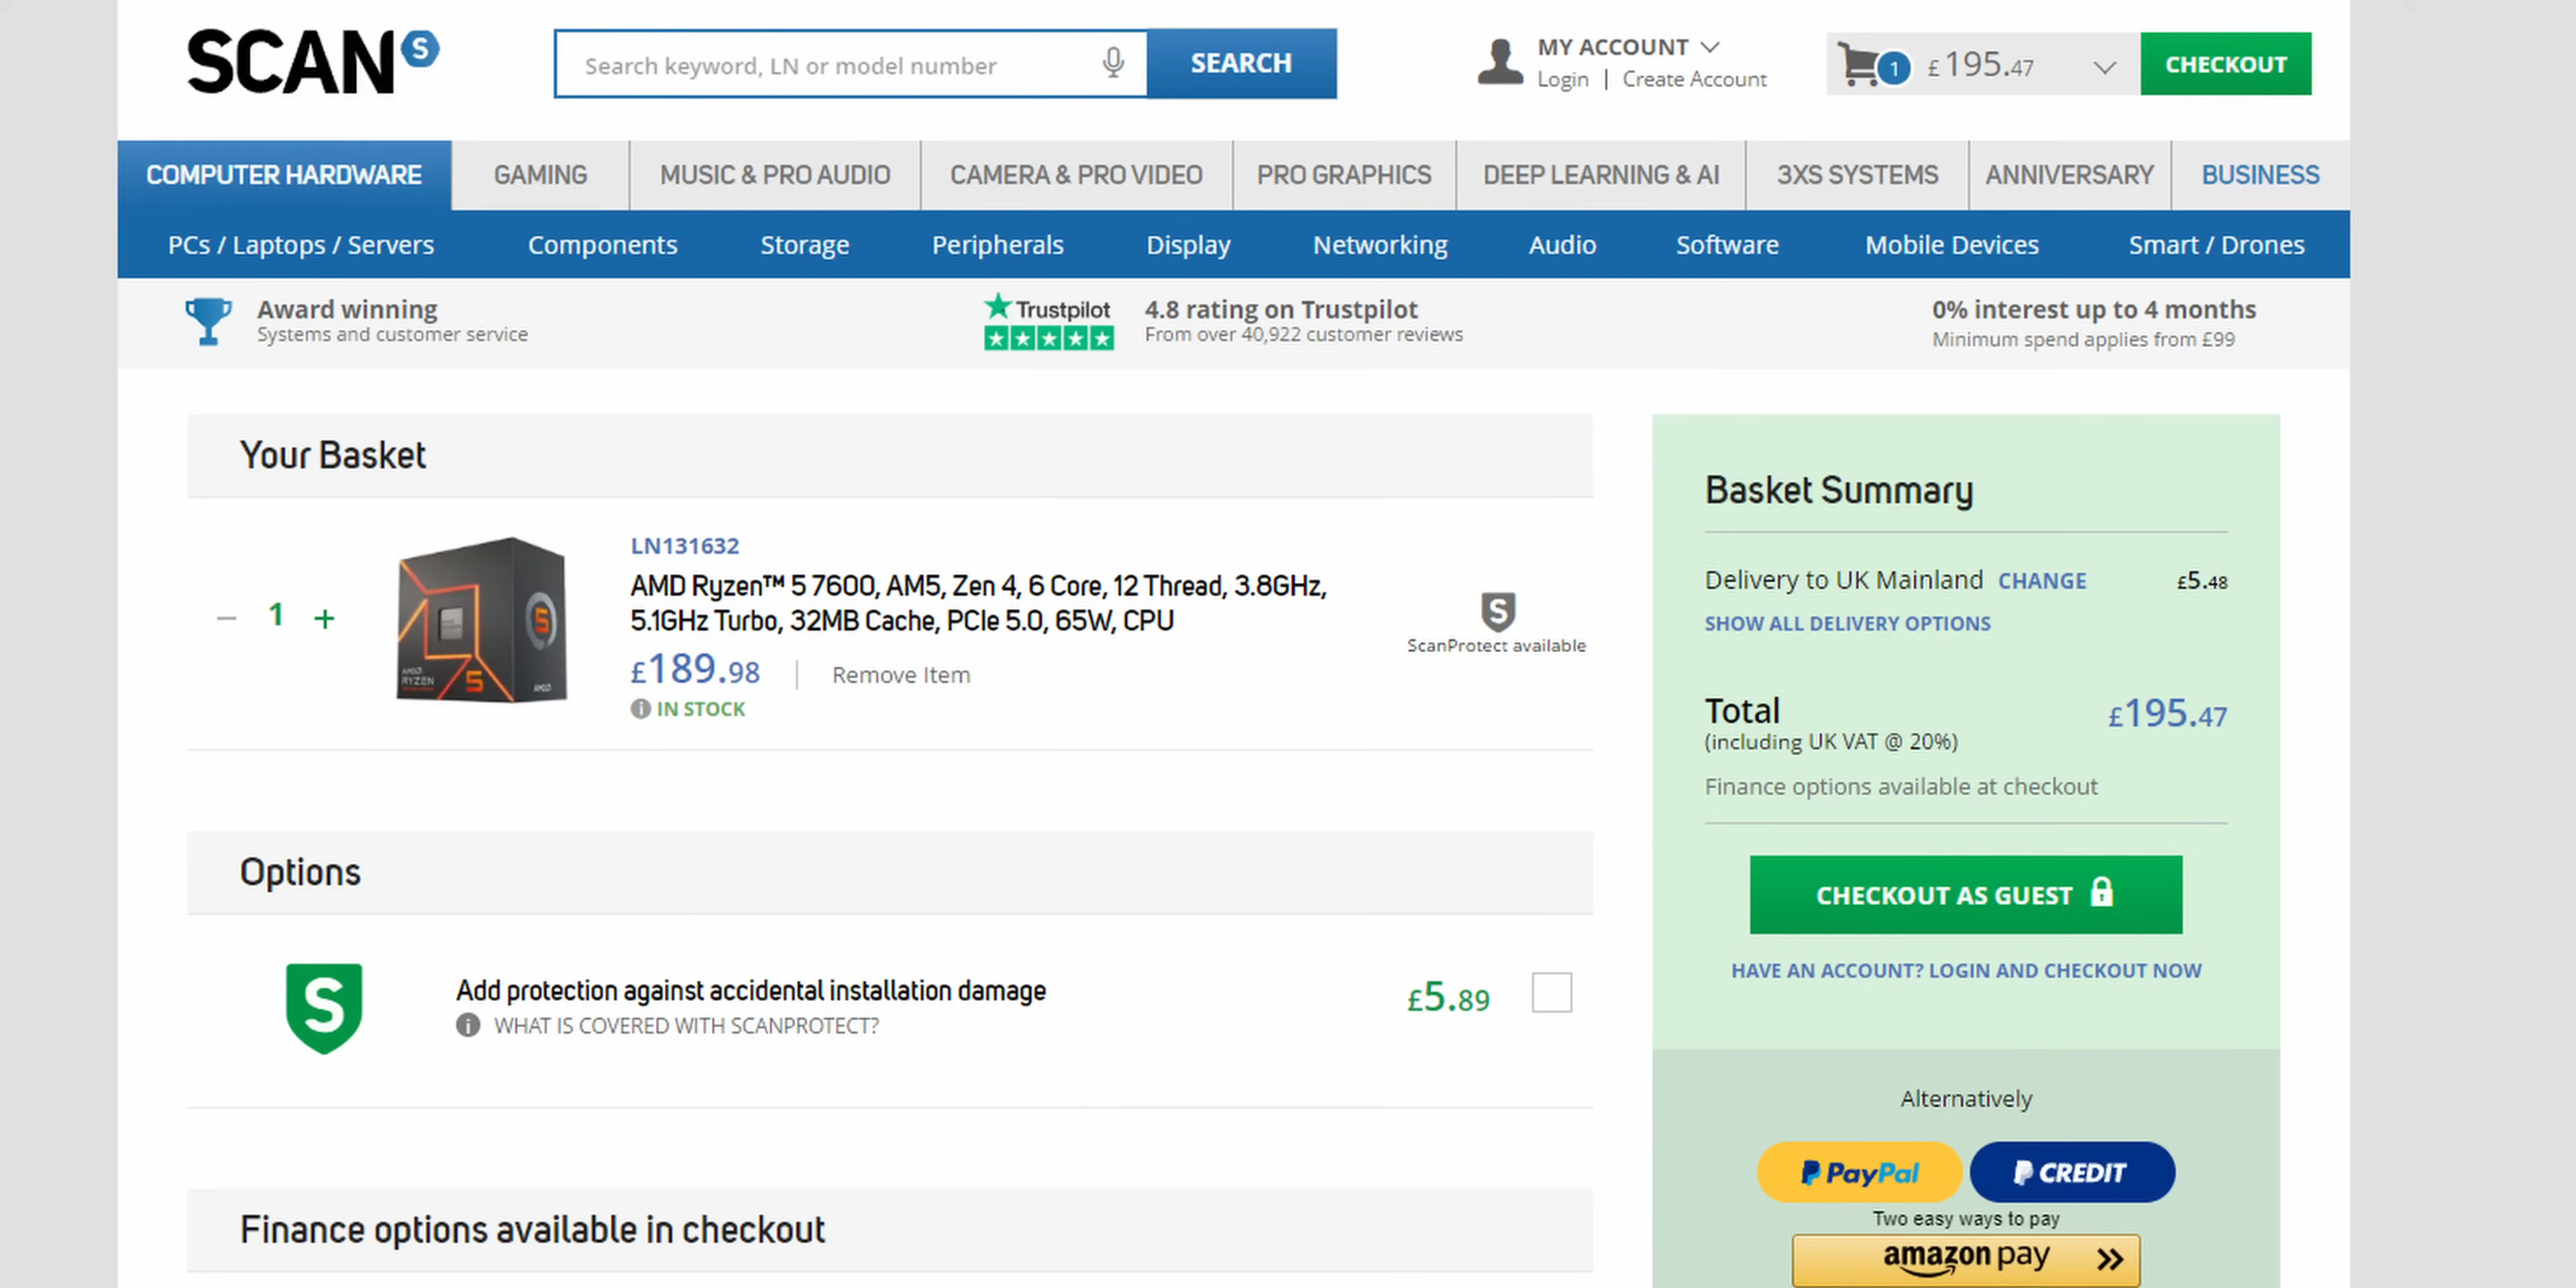 SCAN S
Search keyword, LN or model number
SEARCH
MY ACCOUNT
Login | Create Account
1 £195.47
CHECKOUT
COMPUTER HARDWARE GAMING MUSIC & PRO AUDIO CAMERA & PRO VIDEO PRO GRAPHICS DEEP LEARNING & AI 3XS SYSTEMS ANNIVERSARY BUSINESS
PCs / Laptops / Servers Components Storage Peripherals Display Networking Audio Software Mobile Devices Smart / Drones
Award winning
Systems and customer service
Trustpilot
4.8 rating on Trustpilot
From over 40,922 customer reviews
0% interest up to 4 months
Minimum spend applies from £99
Your Basket
− 1 +
AMD
RYZEN
5
5
AMD
LN131632
AMD Ryzen™ 5 7600, AM5, Zen 4, 6 Core, 12 Thread, 3.8GHz,
5.1GHz Turbo, 32MB Cache, PCIe 5.0, 65W, CPU
£189.98 | Remove Item
IN STOCK
S
ScanProtect available
Options
S
Add protection against accidental installation damage
WHAT IS COVERED WITH SCANPROTECT?
£5.89
Finance options available in checkout
Basket Summary
Delivery to UK Mainland CHANGE £5.48
SHOW ALL DELIVERY OPTIONS
Total £195.47
(including UK VAT @ 20%)
Finance options available at checkout
CHECKOUT AS GUEST
HAVE AN ACCOUNT? LOGIN AND CHECKOUT NOW
Alternatively
PayPal
CREDIT
Two easy ways to pay
amazon pay